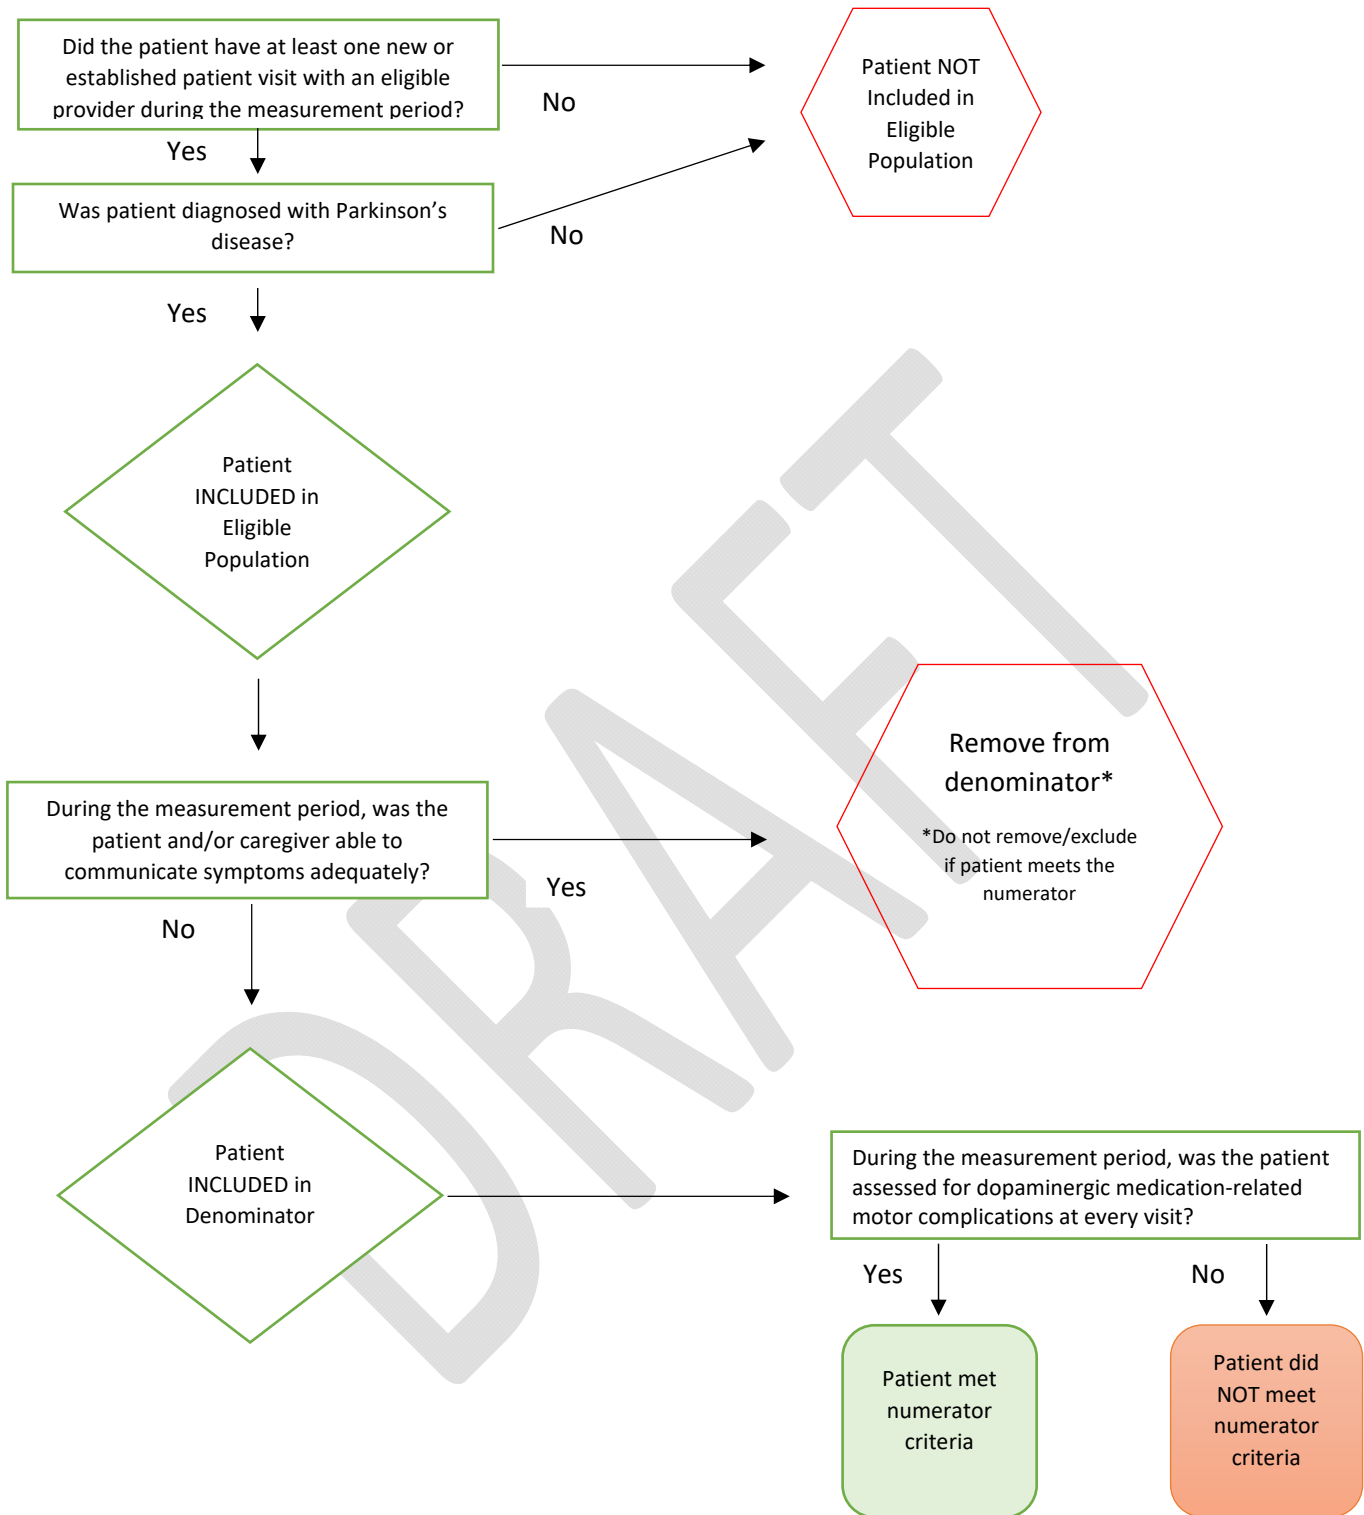 Did the patient have at least one new or
established patient visit with an eligible
provider during the measurement period?
No
Patient NOT
Included in
Eligible
Population
Yes
Was patient diagnosed with Parkinson’s
disease?
No
Yes
Patient
INCLUDED in
Eligible
Population
During the measurement period, was the
patient and/or caregiver able to
communicate symptoms adequately?
Yes
Remove from
denominator*
*Do not remove/exclude
if patient meets the
numerator
No
Patient
INCLUDED in
Denominator
During the measurement period, was the patient
assessed for dopaminergic medication-related
motor complications at every visit?
Yes
No
Patient met
numerator
criteria
Patient did
NOT meet
numerator
criteria
DRAFT